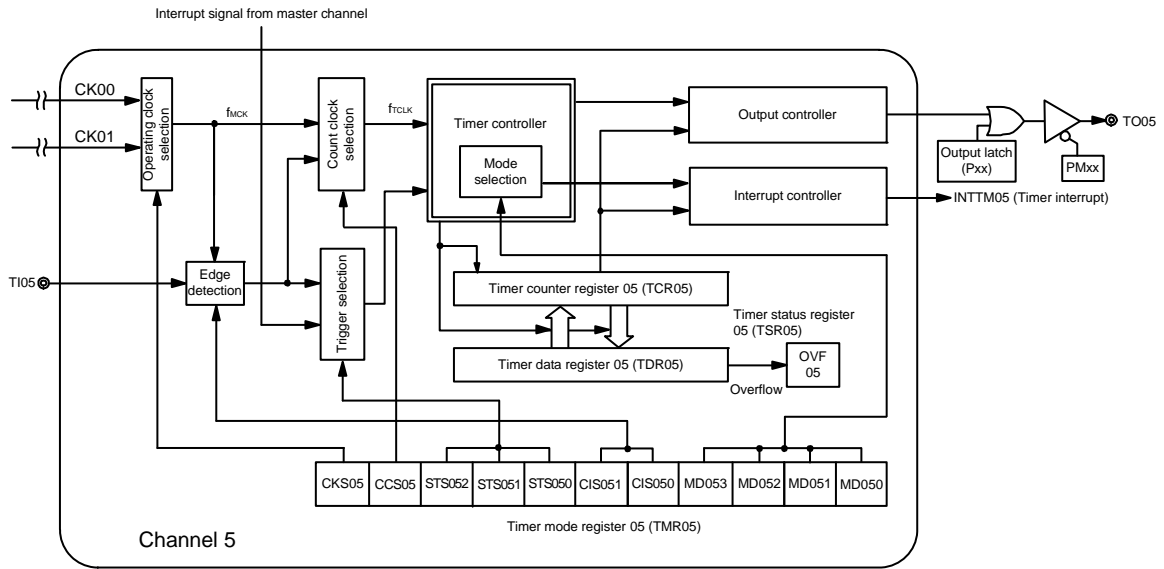 Interrupt signal from master channel
CK00
CK01
Operating clock
selection
fMCK
Count clock
selection
fTCLK
Timer controller
Mode
selection
Output controller
Interrupt controller
Output latch
(Pxx)
PMxx
TO05
INTTM05 (Timer interrupt)
TI05
Edge
detection
Trigger selection
Timer counter register 05 (TCR05)
Timer status register
05 (TSR05)
Timer data register 05 (TDR05)
Overflow
OVF
05
CKS05 CCS05 STS052 STS051 STS050 CIS051 CIS050 MD053 MD052 MD051 MD050
Timer mode register 05 (TMR05)
Channel 5